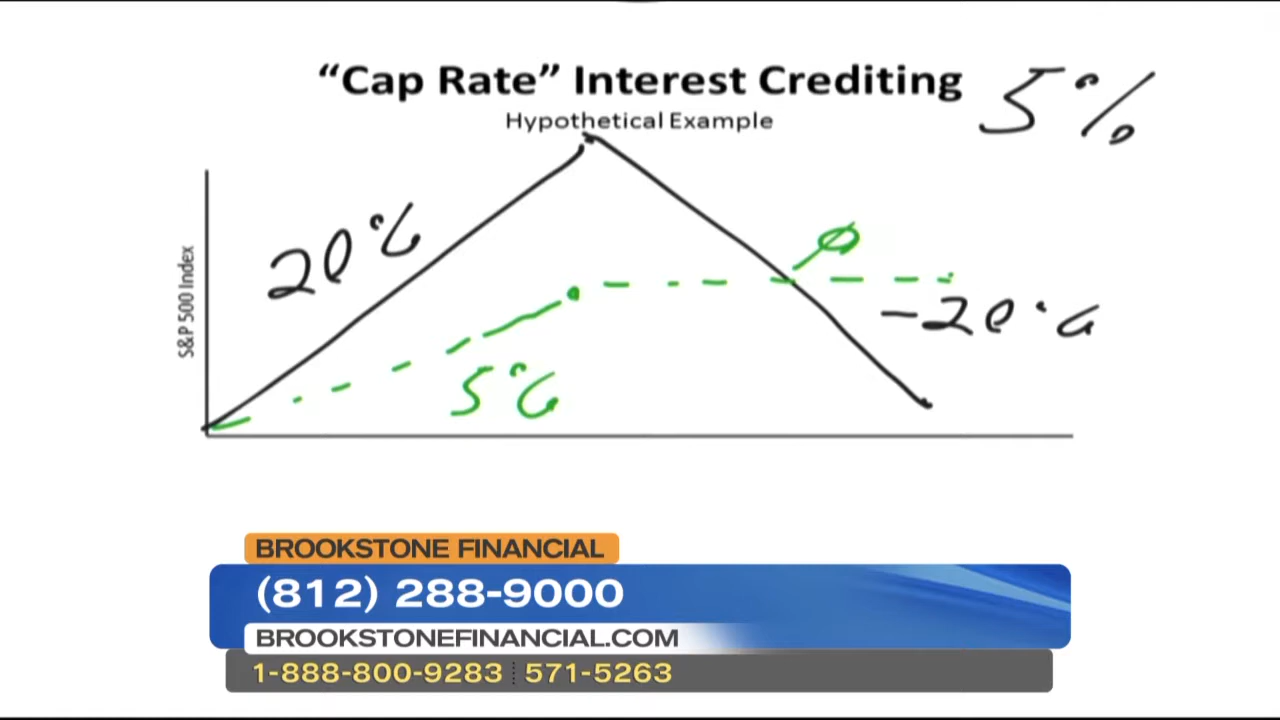 “Cap Rate” Interest Crediting
5%
Hypothetical Example
S&P 500 Index
20%
5%
-20%
BROOKSTONE FINANCIAL
(812) 288-9000
BROOKSTONEFINANCIAL.COM
1-888-800-9283 571-5263